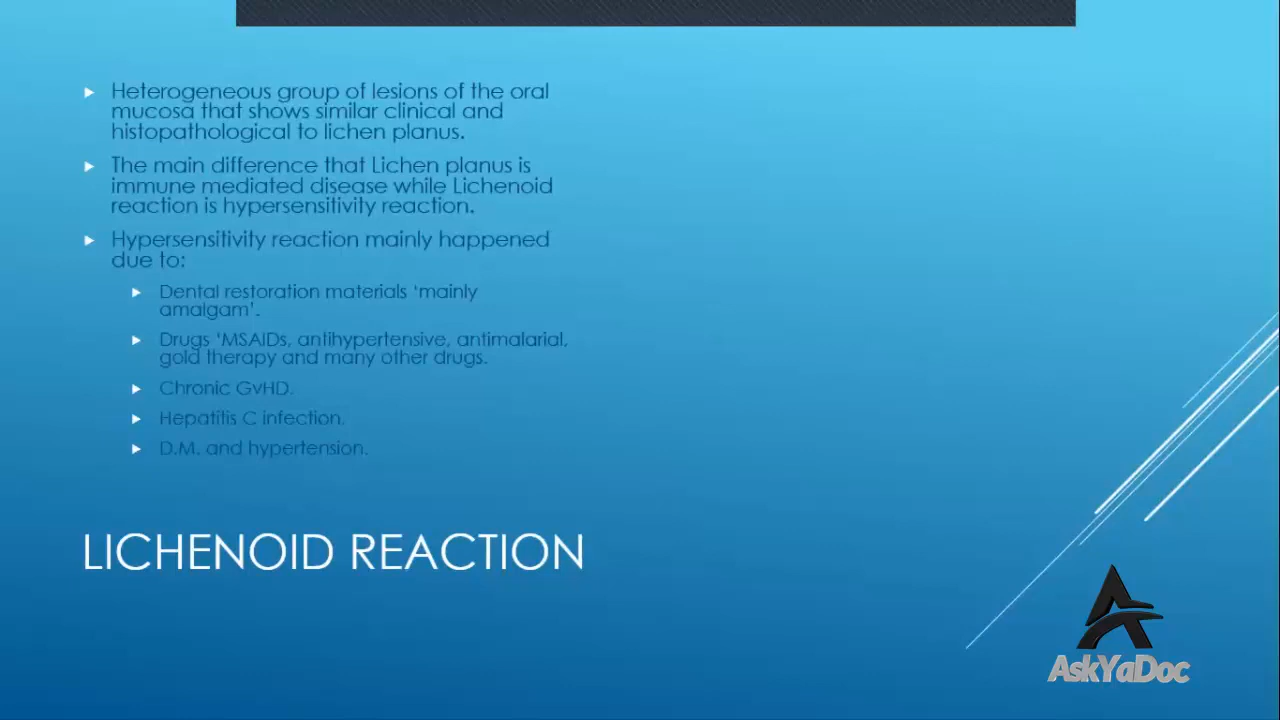 Heterogeneous group of lesions of the oral
mucosa that shows similar clinical and
histopathological to lichen planus.
The main difference that Lichen planus is
immune mediated disease while Lichenoid
reaction is hypersensitivity reaction.
Hypersensitivity reaction mainly happened
due to:
Dental restoration materials ‘mainly
amalgam’.
Drugs ‘MSAIDs, antihypertensive, antimalarial,
gold therapy and many other drugs.
Chronic GvHD.
Hepatitis C infection.
D.M. and hypertension.
LICHENOID REACTION
AskYaDoc